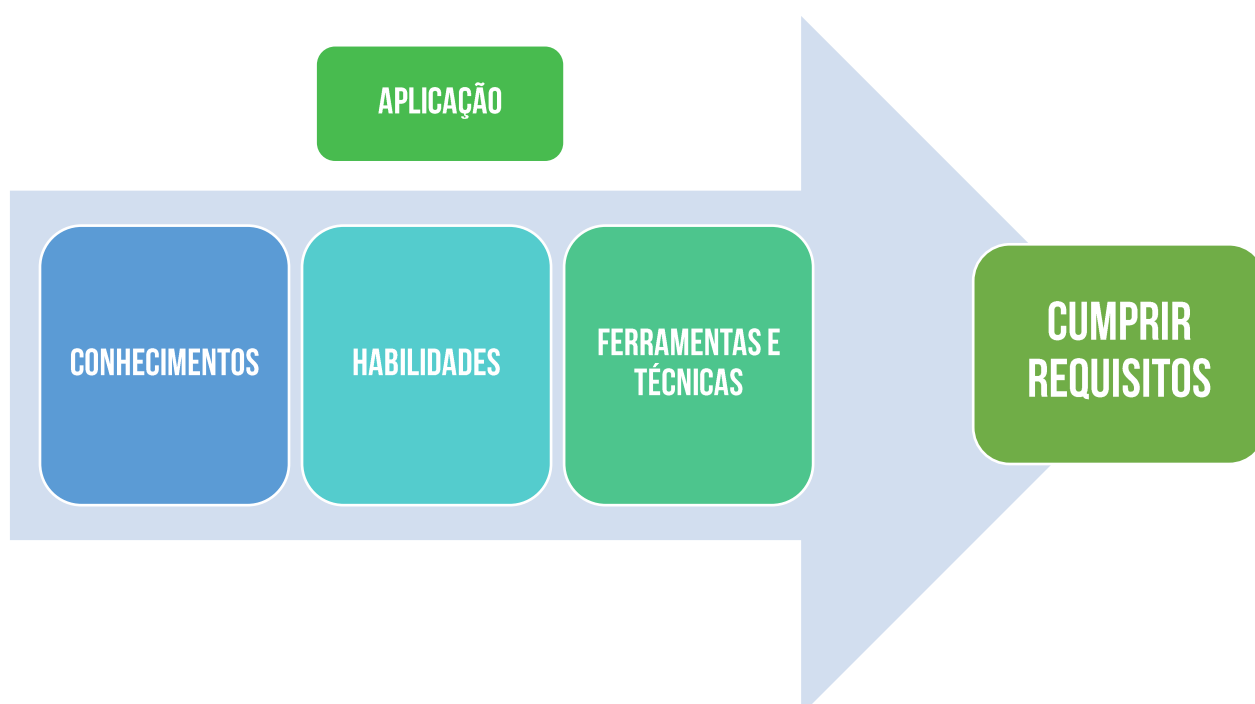 APLICAÇÃO
CONHECIMENTOS
HABILIDADES
FERRAMENTAS E
TÉCNICAS
CUMPRIR
REQUISITOS